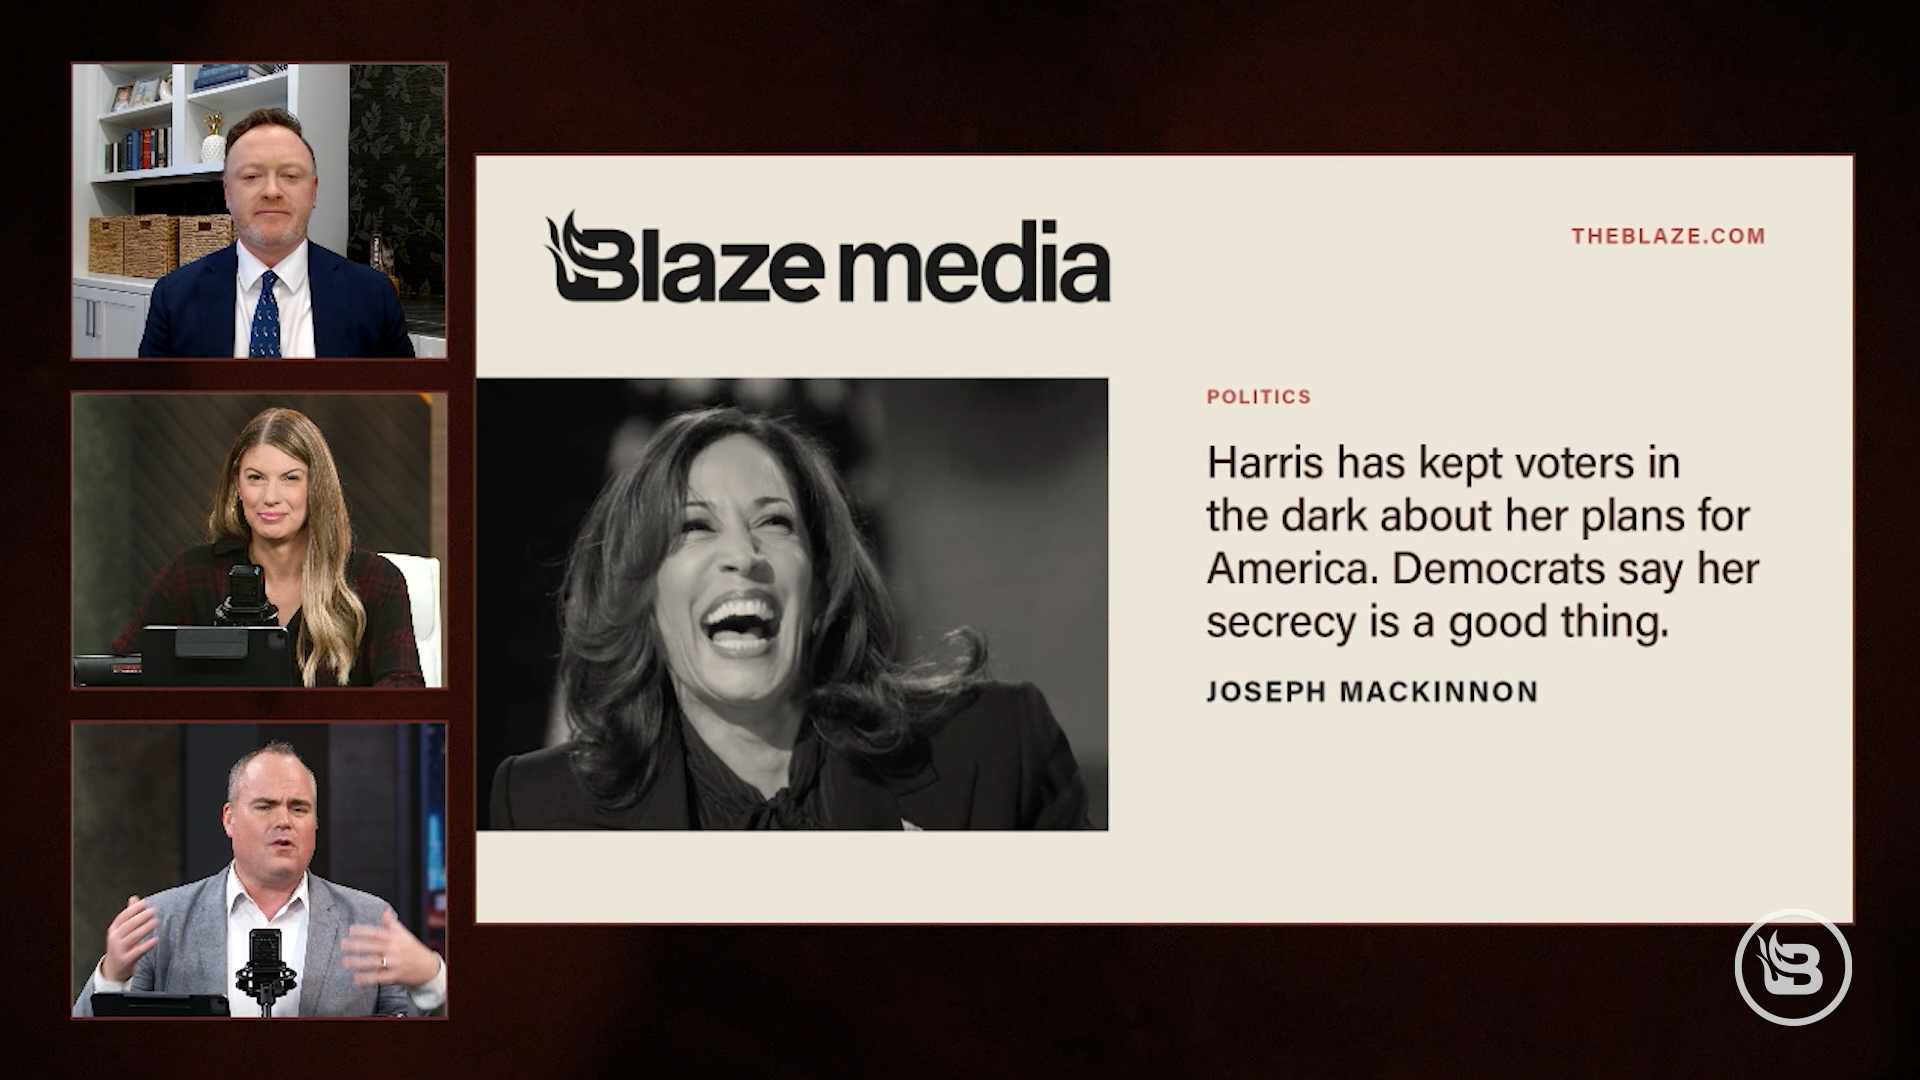 Blaze media
THEBLAZE.COM
POLITICS
Harris has kept voters in
the dark about her plans for
America. Democrats say her
secrecy is a good thing.
JOSEPH MACKINNON
B